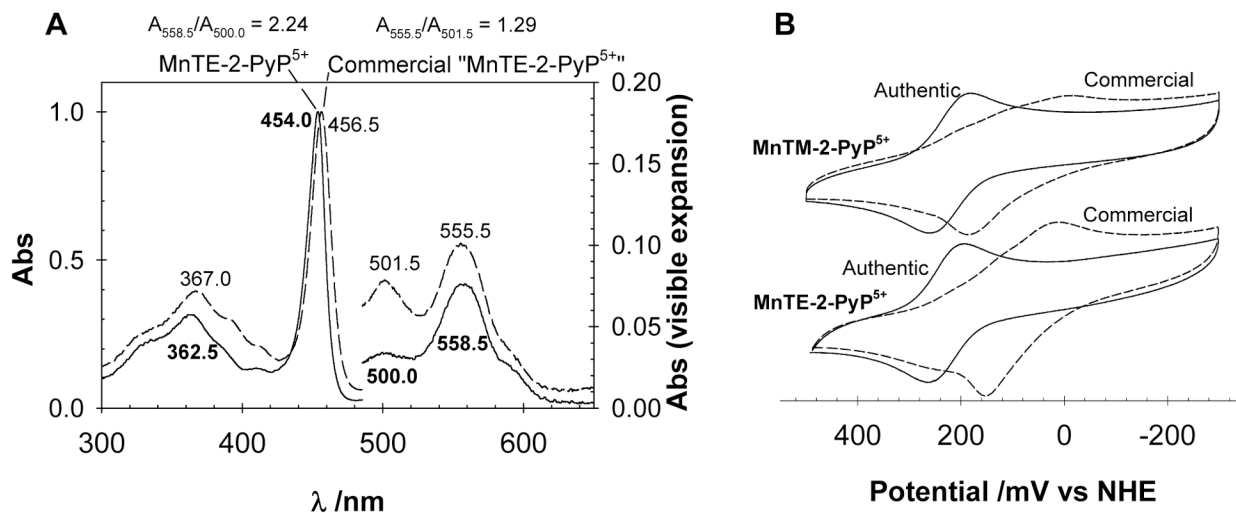 A
A558.5/A500.0 = 2.24
A555.5/A501.5 = 1.29
MnTE-2-PyP5+
Commercial "MnTE-2-PyP5+"
1.0
0.5
0.0
Abs
454.0
456.5
367.0
362.5
501.5
555.5
500.0
558.5
0.20
0.15
0.10
0.05
0.00
Abs (visible expansion)
300
400
500
600
λ /nm
B
Authentic
Commercial
MnTM-2-PyP5+
Commercial
Authentic
MnTE-2-PyP5+
400
200
0
-200
Potential /mV vs NHE